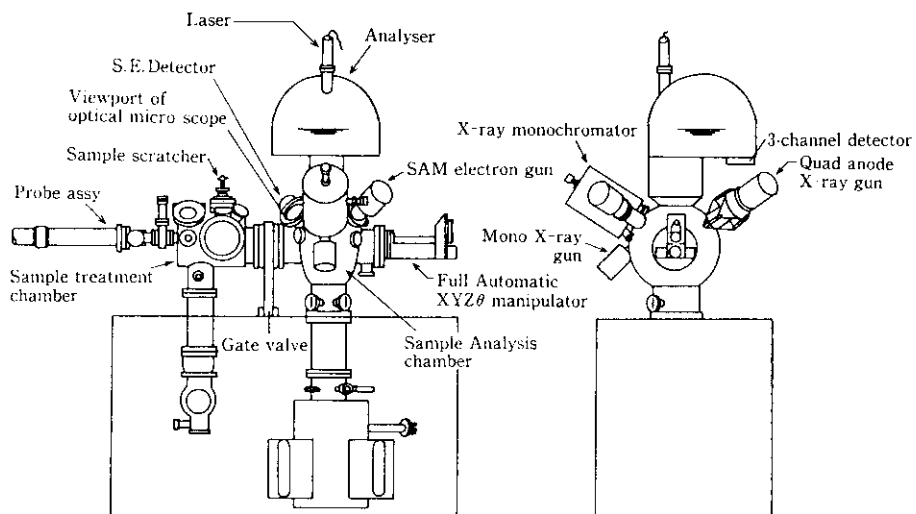 Laser
Analyser
S.E.Detector
Viewport of
optical micro scope
Sample scratcher
SAM electron gun
Probe assy
Sample treatment
chamber
Full Automatic
XYZθ manipulator
Gate valve
Sample Analysis
chamber
X-ray monochromator
3-channel detector
Quad anode
X-ray gun
Mono X-ray
gun